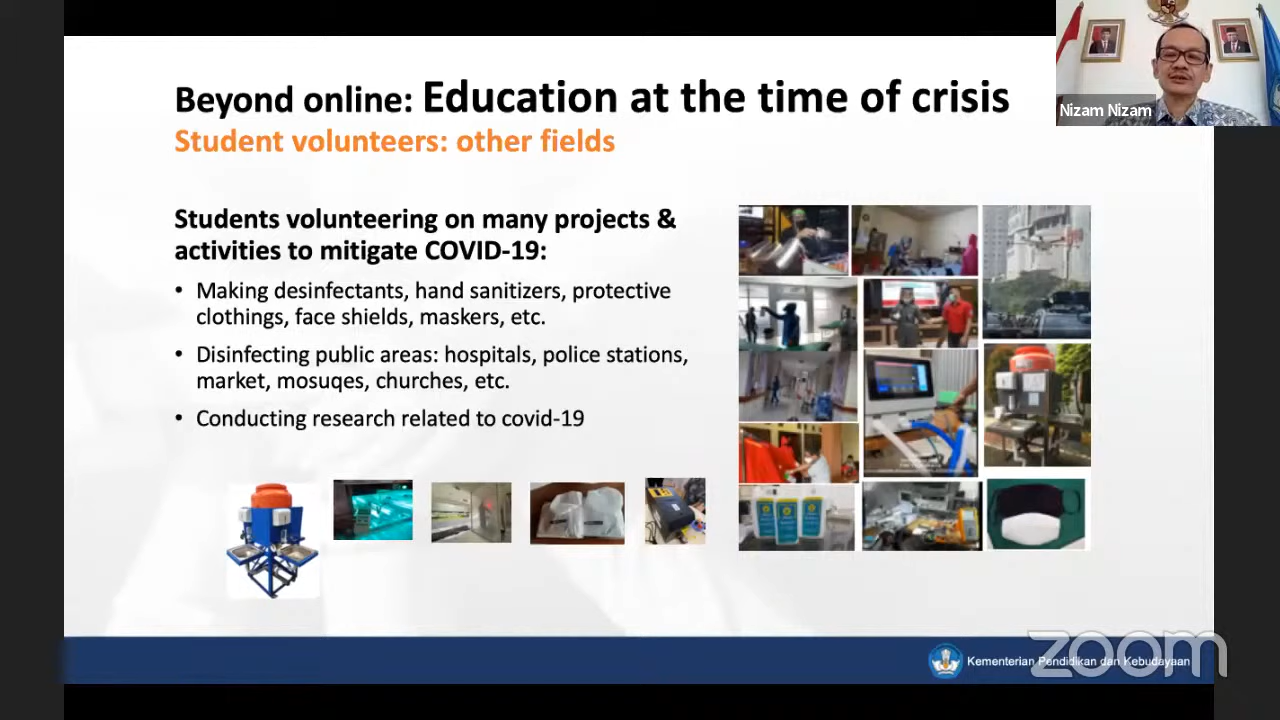 Beyond online: Education at the time of crisis
Student volunteers: other fields
Nizam Nizam
Students volunteering on many projects &
activities to mitigate COVID-19:
• Making desinfectants, hand sanitizers, protective
clothings, face shields, maskers, etc.
• Disinfecting public areas: hospitals, police stations,
market, mosuqes, churches, etc.
• Conducting research related to covid-19
Kementerian Pendidikan dan Kebudayaan
zoom